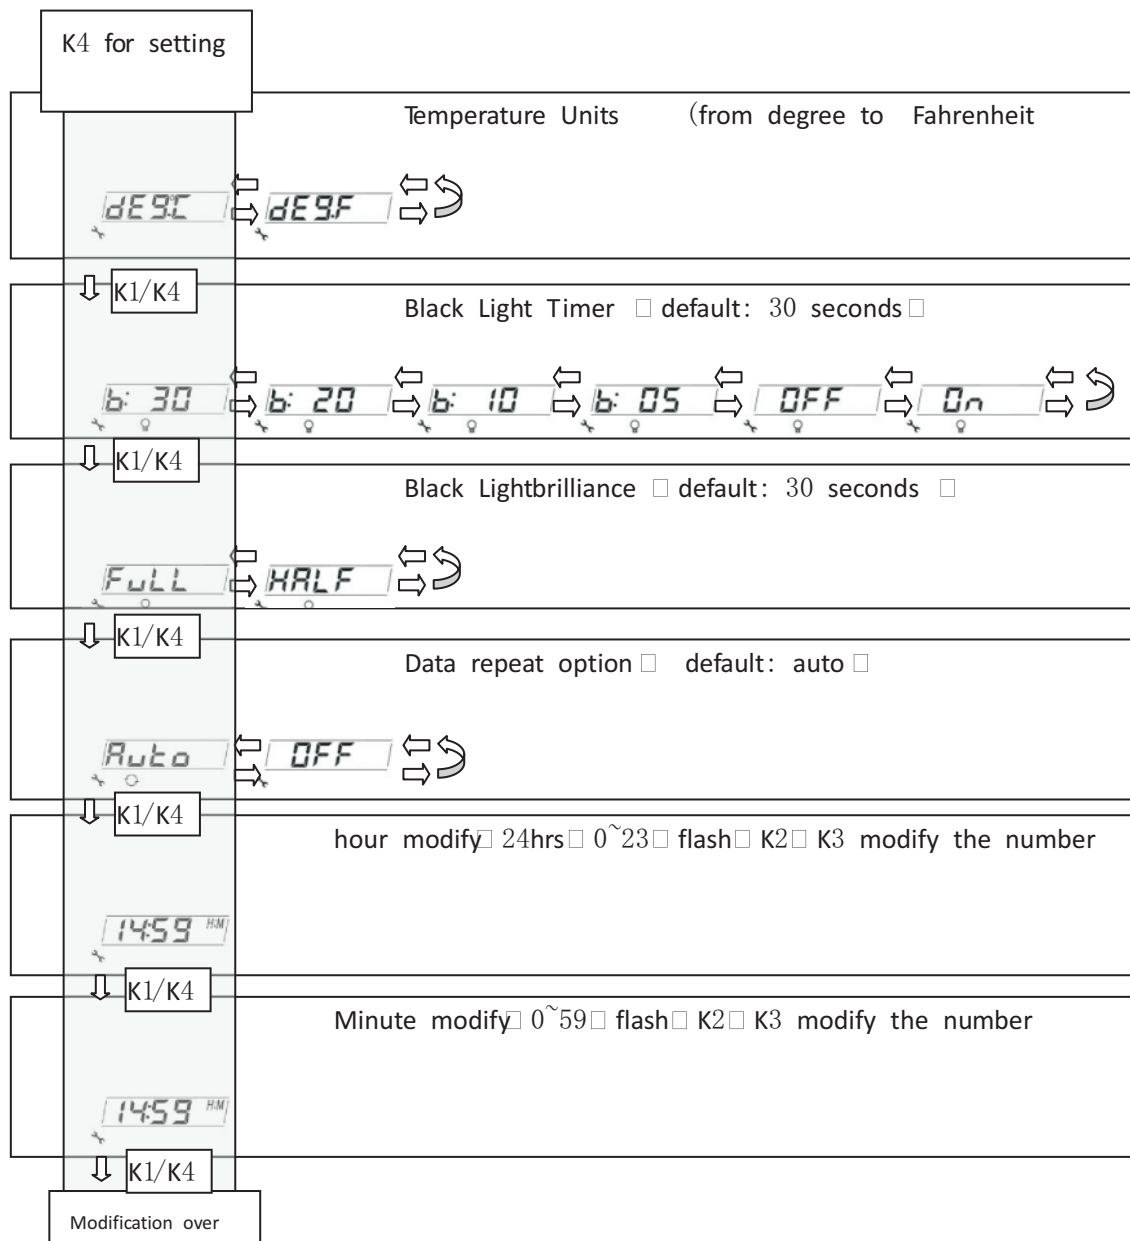 K4 for setting
Temperature Units (from degree to Fahrenheit
dEg℃ dEg.F
K1/K4
Black Light Timer □ default: 30 seconds □
b: 30 b: 20 b: 10 b: 05 OFF On
K1/K4
Black Lightbrilliance □ default: 30 seconds □
FuLL HALF
K1/K4
Data repeat option □ default: auto □
Auto OFF
K1/K4
hour modify□ 24hrs□ 0~23□ flash□ K2□ K3 modify the number
14:59 H:M
K1/K4
Minute modify□ 0~59□ flash□ K2□ K3 modify the number
14:59 H:M
K1/K4
Modification over